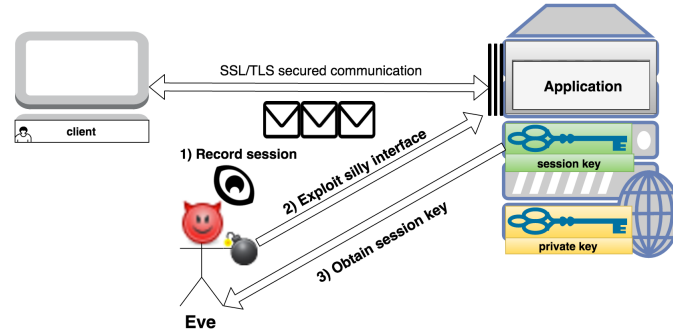 SSL/TLS secured communication
Application
client
1) Record session
2) Exploit silly interface
session key
3) Obtain session key
private key
Eve